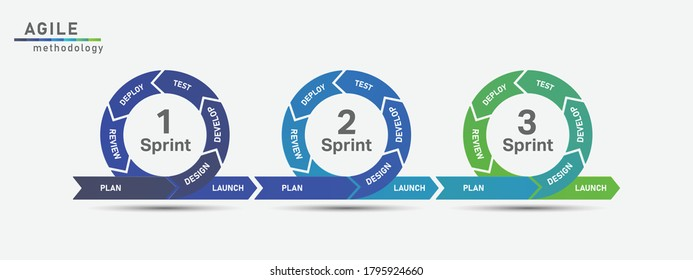 AGILE
methodology
DEPLOY
TEST
REVIEW
1
Sprint
DEVELOP
DESIGN
PLAN
LAUNCH
DEPLOY
TEST
REVIEW
2
Sprint
DEVELOP
DESIGN
PLAN
LAUNCH
DEPLOY
TEST
REVIEW
3
Sprint
DEVELOP
DESIGN
PLAN
LAUNCH
shutterstock.com · 1795924660